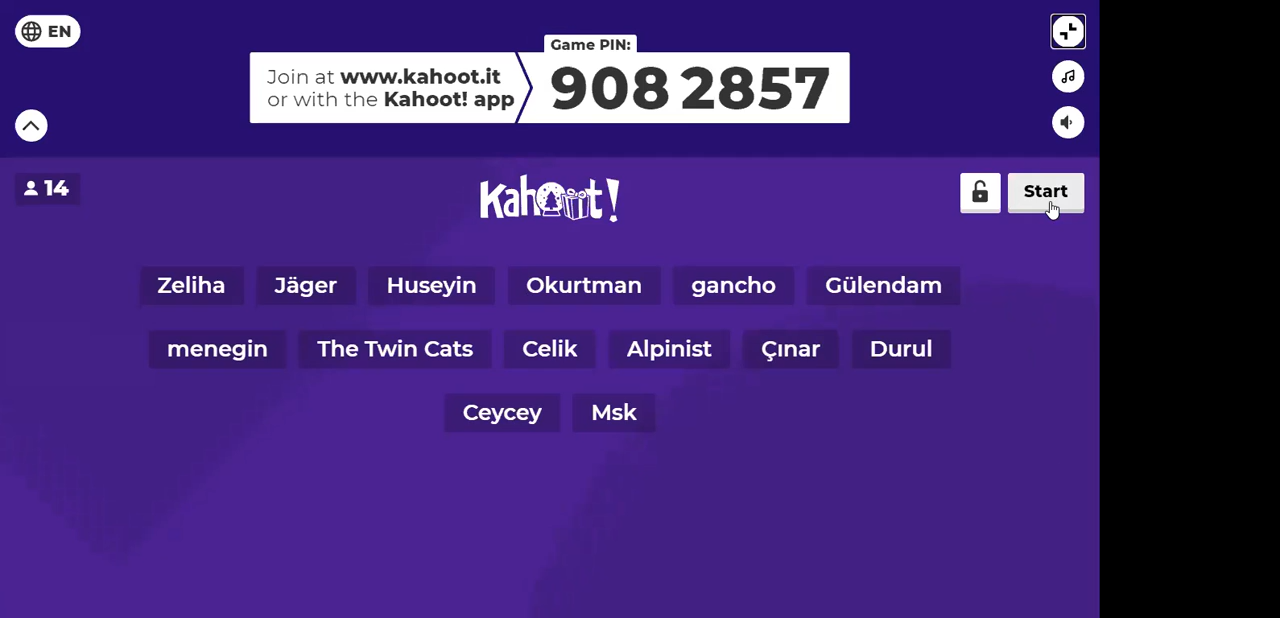 EN
Game PIN:
Join at www.kahoot.it
or with the Kahoot! app
908 2857
14
Kahoot!
Start
Zeliha Jäger Huseyin Okurtman gancho Gülendam
menegin The Twin Cats Celik Alpinist Çınar Durul
Ceycey Msk